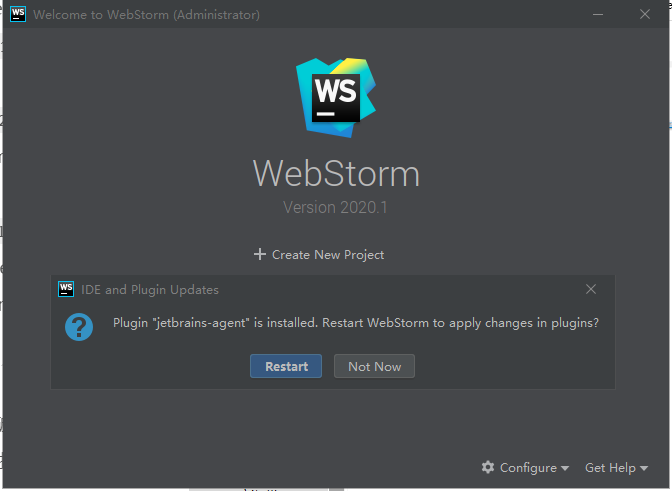 WS Welcome to WebStorm (Administrator)
WS
WebStorm
Version 2020.1
Create New Project
WS IDE and Plugin Updates
? Plugin "jetbrains-agent" is installed. Restart WebStorm to apply changes in plugins?
Restart Not Now
Configure Get Help